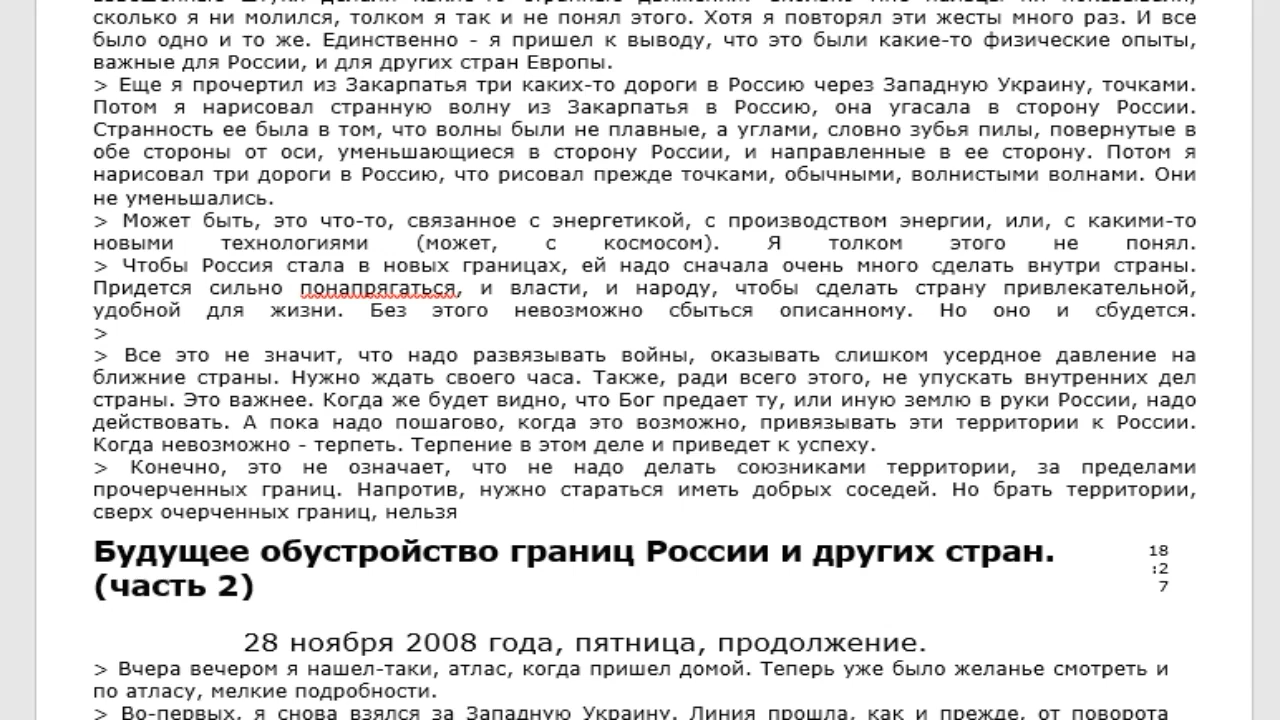 сколько я ни молился, толком я так и не понял этого. Хотя я повторял эти жесты много раз. И все
было одно и то же. Единственно - я пришел к выводу, что это были какие-то физические опыты,
важные для России, и для других стран Европы.
> Еще я прочертил из Закарпатья три каких-то дороги в Россию через Западную Украину, точками.
Потом я нарисовал странную волну из Закарпатья в Россию, она угасала в сторону России.
Странность ее была в том, что волны были не плавные, а углами, словно зубья пилы, повернутые в
обе стороны от оси, уменьшающиеся в сторону России, и направленные в ее сторону. Потом я
нарисовал три дороги в Россию, что рисовал прежде точками, обычными, волнистыми волнами. Они
не уменьшались.
> Может быть, это что-то, связанное с энергетикой, с производством энергии, или, с какими-то
новыми технологиями (может, с космосом). Я толком этого не понял.
> Чтобы Россия стала в новых границах, ей надо сначала очень много сделать внутри страны.
Придется сильно понапрягаться, и власти, и народу, чтобы сделать страну привлекательной,
удобной для жизни. Без этого невозможно сбыться описанному. Но оно и сбудется.
>
> Все это не значит, что надо развязывать войны, оказывать слишком усердное давление на
ближние страны. Нужно ждать своего часа. Также, ради всего этого, не упускать внутренних дел
страны. Это важнее. Когда же будет видно, что Бог предает ту, или иную землю в руки России, надо
действовать. А пока надо пошагово, когда это возможно, привязывать эти территории к России.
Когда невозможно - терпеть. Терпение в этом деле и приведет к успеху.
> Конечно, это не означает, что не надо делать союзниками территории, за пределами
прочерченных границ. Напротив, нужно стараться иметь добрых соседей. Но брать территории,
сверх очерченных границ, нельзя
Будущее обустройство границ России и других стран.
(часть 2)
18
:2
7
28 ноября 2008 года, пятница, продолжение.
> Вчера вечером я нашел-таки, атлас, когда пришел домой. Теперь уже было желанье смотреть и
по атласу, мелкие подробности.
> Во-первых, я снова взялся за Западную Украину. Линия прошла, как и прежде, от поворота